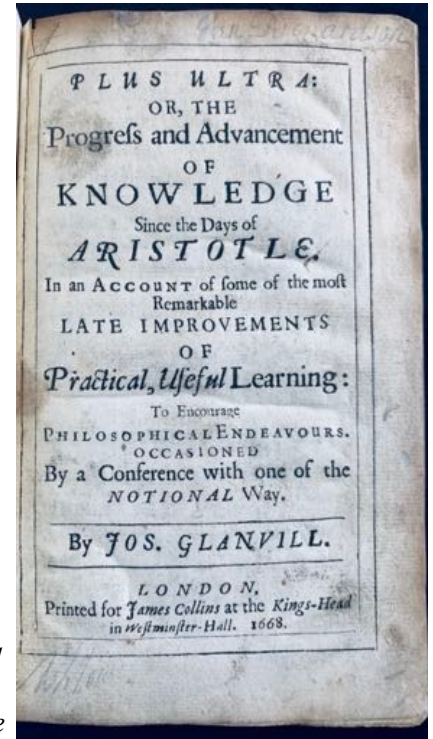 PLUS ULTRA:
OR, THE
Progreſs and Advancement
OF
KNOWLEDGE
Since the Days of
ARISTOTLE.
In an ACCOUNT of ſome of the moſt
Remarkable
LATE IMPROVEMENTS
OF
Practical, Uſeful Learning:
To Encourage
PHILOSOPHICAL ENDEAVOURS.
OCCASIONED
By a Conference with one of the
NOTIONAL Way.
By JOS. GLANVILL.
LONDON,
Printed for James Collins at the Kings-Head
in Weſtminſter-Hall. 1668.